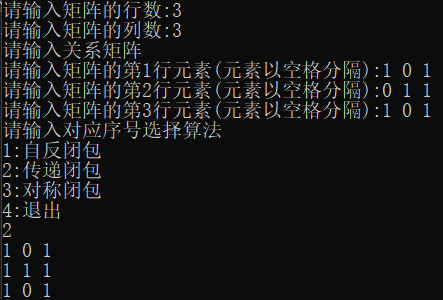 请输入矩阵的行数:3
请输入矩阵的列数:3
请输入关系矩阵
请输入矩阵的第1行元素(元素以空格分隔):1 0 1
请输入矩阵的第2行元素(元素以空格分隔):0 1 1
请输入矩阵的第3行元素(元素以空格分隔):1 0 1
请输入对应序号选择算法
1:自反闭包
2:传递闭包
3:对称闭包
4:退出
2
1 0 1
1 1 1
1 0 1